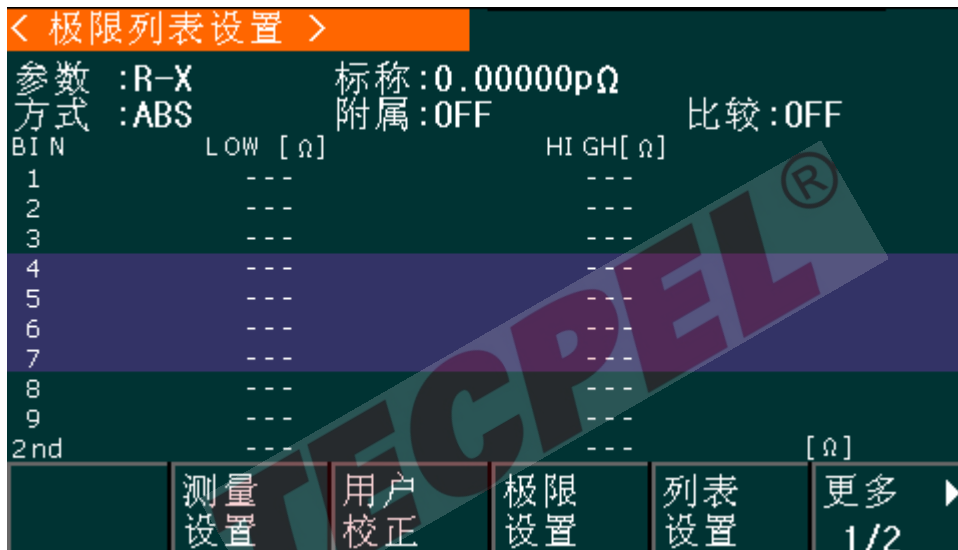 < 极限列表设置 >
参数 :R-X 标称:0.00000pΩ
方式 :ABS 附属:OFF 比较:OFF
BIN LOW [Ω] HIGH[Ω]
1 --- ---
2 --- ---
3 --- ---
4 --- ---
5 --- ---
6 --- ---
7 --- ---
8 --- ---
9 --- ---
2nd --- --- [Ω]
TECPEL®
测量 用户 极限 列表 更多
设置 校正 设置 设置 1/2